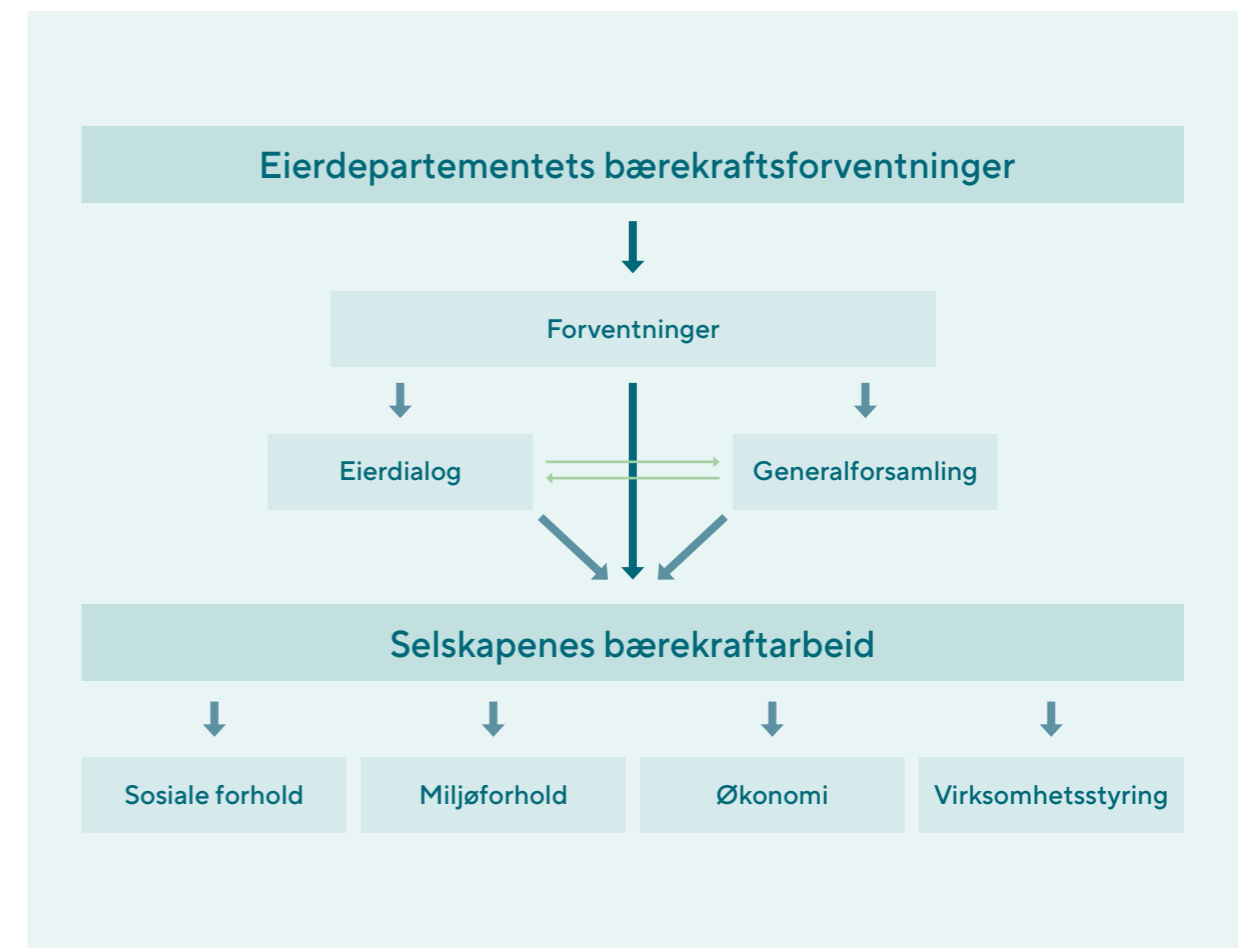 Eierdepartementets bærekraftsforventninger
Forventninger
Eierdialog
Generalforsamling
Selskapenes bærekraftarbeid
Sosiale forhold
Miljøforhold
Økonomi
Virksomhetsstyring